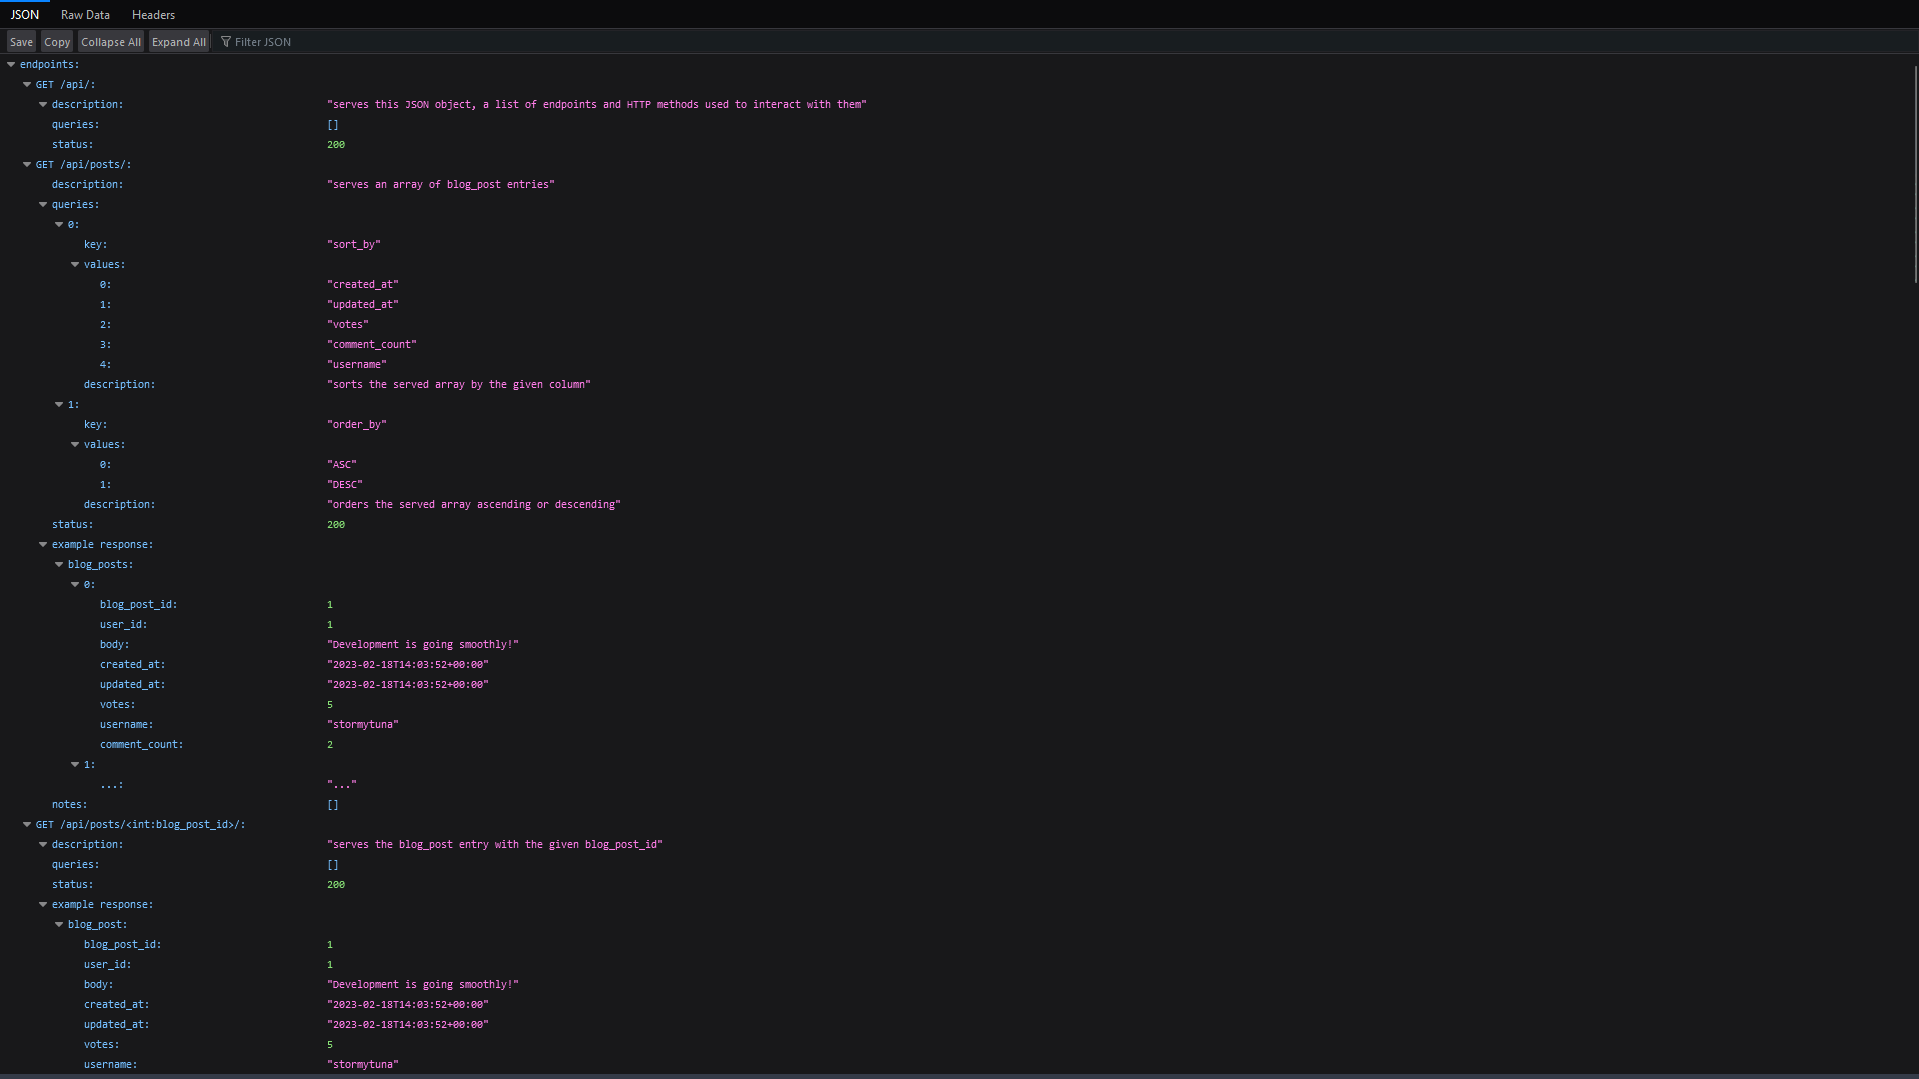 JSON Raw Data Headers
Save Copy Collapse All Expand All Filter JSON
endpoints:
GET /api/:
description: "serves this JSON object, a list of endpoints and HTTP methods used to interact with them"
queries: []
status: 200
GET /api/posts/:
description: "serves an array of blog_post entries"
queries:
0:
key: "sort_by"
values:
0: "created_at"
1: "updated_at"
2: "votes"
3: "comment_count"
4: "username"
description: "sorts the served array by the given column"
1:
key: "order_by"
values:
0: "ASC"
1: "DESC"
description: "orders the served array ascending or descending"
status: 200
example response:
blog_posts:
0:
blog_post_id: 1
user_id: 1
body: "Development is going smoothly!"
created_at: "2023-02-18T14:03:52+00:00"
updated_at: "2023-02-18T14:03:52+00:00"
votes: 5
username: "stormytuna"
comment_count: 2
1:
...: "..."
notes: []
GET /api/posts/<int:blog_post_id>/:
description: "serves the blog_post entry with the given blog_post_id"
queries: []
status: 200
example response:
blog_post:
blog_post_id: 1
user_id: 1
body: "Development is going smoothly!"
created_at: "2023-02-18T14:03:52+00:00"
updated_at: "2023-02-18T14:03:52+00:00"
votes: 5
username: "stormytuna"